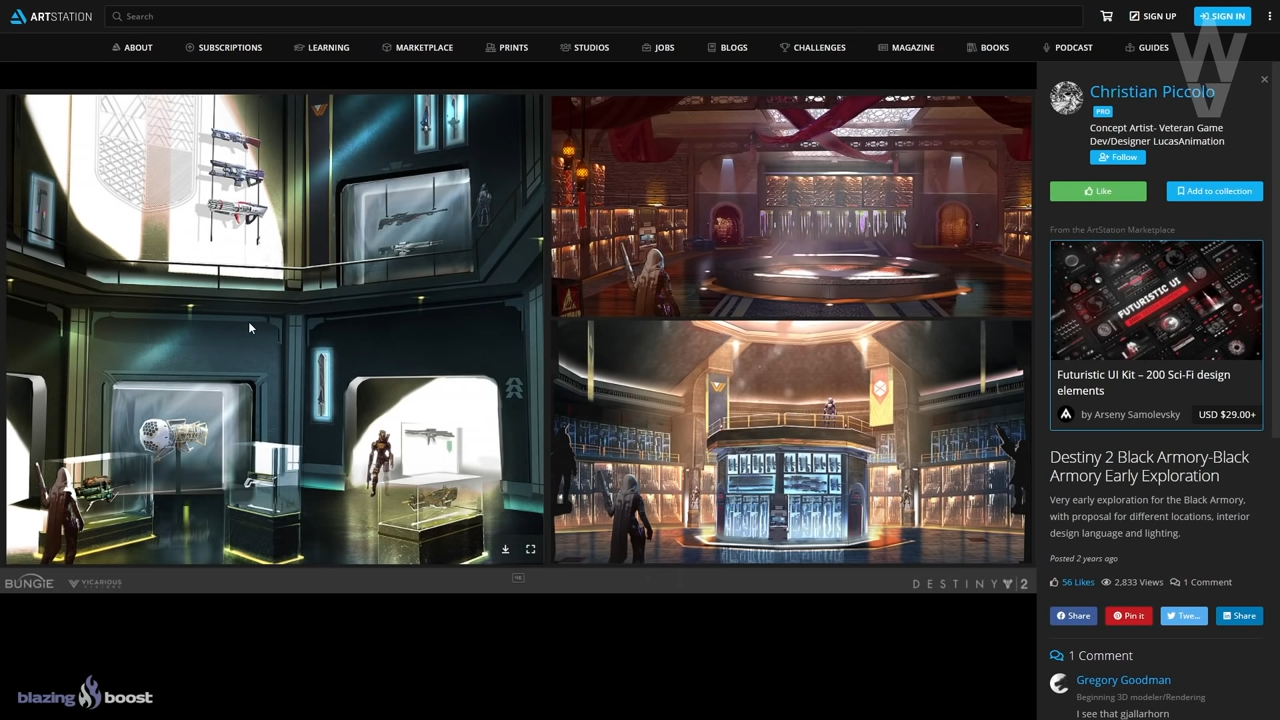 ARTSTATION
Search
SIGN UP
SIGN IN
ABOUT
SUBSCRIPTIONS
LEARNING
MARKETPLACE
PRINTS
STUDIOS
JOBS
BLOGS
CHALLENGES
MAGAZINE
BOOKS
PODCAST
GUIDES
Christian Piccolo
PRO
Concept Artist- Veteran Game
Dev/Designer LucasAnimation
Follow
Like
Add to collection
From the ArtStation Marketplace
FUTURISTIC UI
Futuristic UI Kit – 200 Sci-Fi design
elements
by Arseny Samolevsky
USD $29.00+
Destiny 2 Black Armory-Black
Armory Early Exploration
Very early exploration for the Black Armory,
with proposal for different locations, interior
design language and lighting.
Posted 2 years ago
56 Likes
2,833 Views
1 Comment
Share
Pin it
Twe...
Share
1 Comment
Gregory Goodman
Beginning 3D modeler/Rendering
I see that gjallarhorn
BUNGIE
VICARIOUS
DESTINY 2
blazing boost